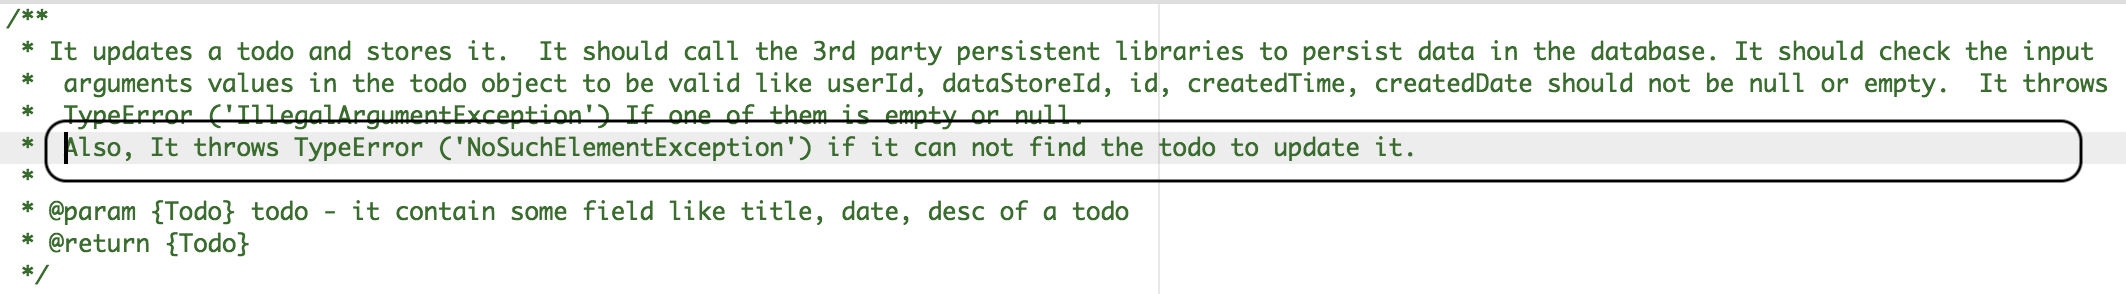 /**
* It updates a todo and stores it.  It should call the 3rd party persistent libraries to persist data in the database. It should check the input
*  arguments values in the todo object to be valid like userId, dataStoreId, id, createdTime, createdDate should not be null or empty.  It throws
*  TypeError ('IllegalArgumentException') If one of them is empty or null.
*  Also, It throws TypeError ('NoSuchElementException') if it can not find the todo to update it.
*
* @param {Todo} todo - it contain some field like title, date, desc of a todo
* @return {Todo}
*/